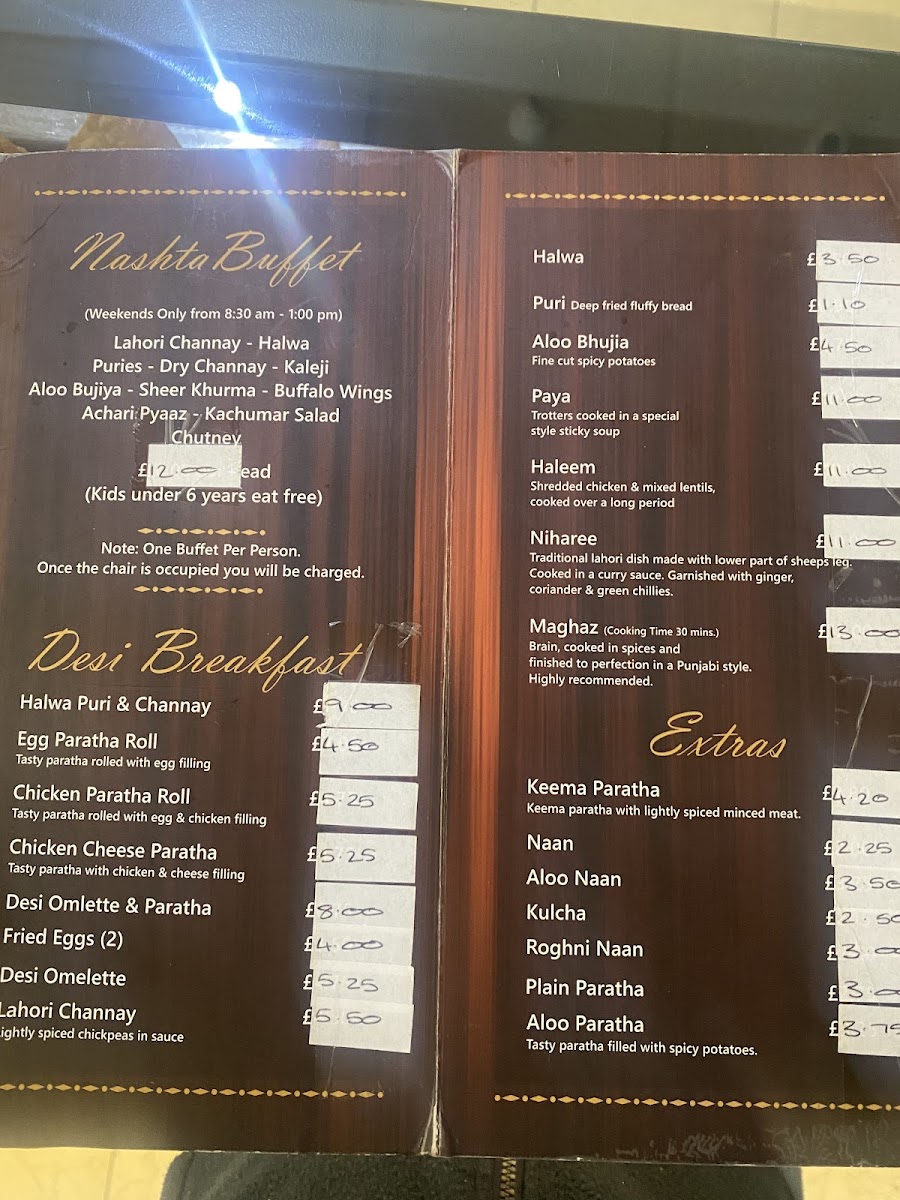 Nashta Buffet
(Weekends Only from 8:30 am - 1:00 pm)
Lahori Channay - Halwa
Puries - Dry Channay - Kaleji
Aloo Bujiya - Sheer Khurma - Buffalo Wings
Achari Pyaaz - Kachumar Salad
Chutney
£12.00 ead
(Kids under 6 years eat free)
Note: One Buffet Per Person.
Once the chair is occupied you will be charged.
Desi Breakfast
Halwa Puri & Channay £9.00
Egg Paratha Roll £4.50
Tasty paratha rolled with egg filling
Chicken Paratha Roll £5.25
Tasty paratha rolled with egg & chicken filling
Chicken Cheese Paratha £5.25
Tasty paratha with chicken & cheese filling
Desi Omlette & Paratha £8.00
Fried Eggs (2) £4.00
Desi Omelette £5.25
Lahori Channay £5.50
ightly spiced chickpeas in sauce
Halwa £3.50
Puri Deep fried fluffy bread £1.10
Aloo Bhujia £4.50
Fine cut spicy potatoes
Paya £11.00
Trotters cooked in a special
style sticky soup
Haleem £11.00
Shredded chicken & mixed lentils,
cooked over a long period
Niharee £11.00
Traditional lahori dish made with lower part of sheeps leg.
Cooked in a curry sauce. Garnished with ginger,
coriander & green chillies.
Maghaz (Cooking Time 30 mins.) £13.00
Brain, cooked in spices and
finished to perfection in a Punjabi style.
Highly recommended.
Extras
Keema Paratha £4.20
Keema paratha with lightly spiced minced meat.
Naan £2.25
Aloo Naan £3.50
Kulcha £2.50
Roghni Naan £3.00
Plain Paratha £3.00
Aloo Paratha £3.75
Tasty paratha filled with spicy potatoes.